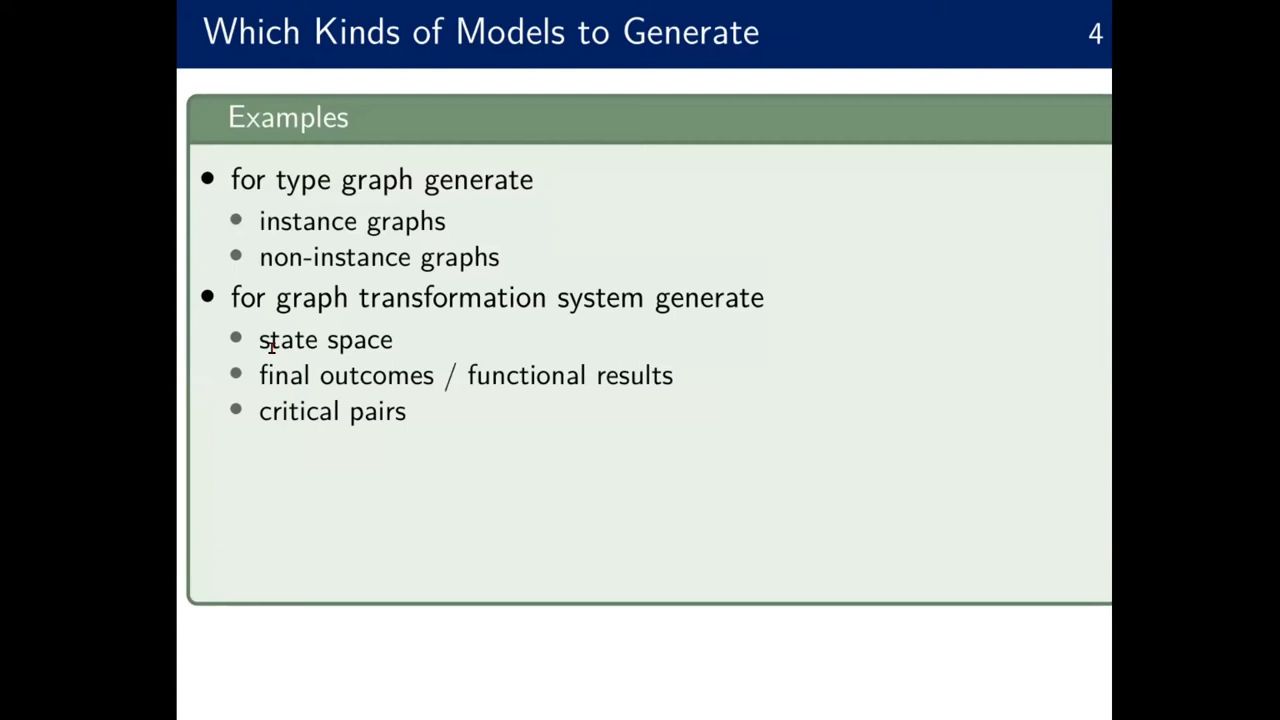 Which Kinds of Models to Generate 4
Examples
for type graph generate
instance graphs
non-instance graphs
for graph transformation system generate
state space
final outcomes / functional results
critical pairs